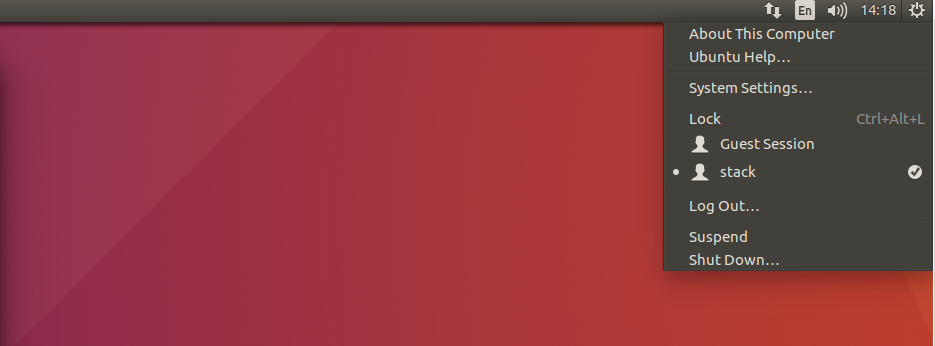 En 14:18
About This Computer
Ubuntu Help…
System Settings…
Lock Ctrl+Alt+L
Guest Session
stack
Log Out…
Suspend
Shut Down…